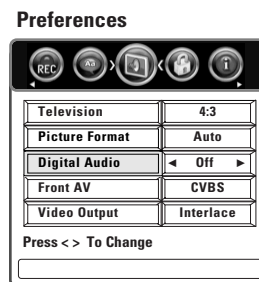 Preferences
REC Aa i
Television 4:3
Picture Format Auto
Digital Audio ◄ Off ►
Front AV CVBS
Video Output Interlace
Press < > To Change